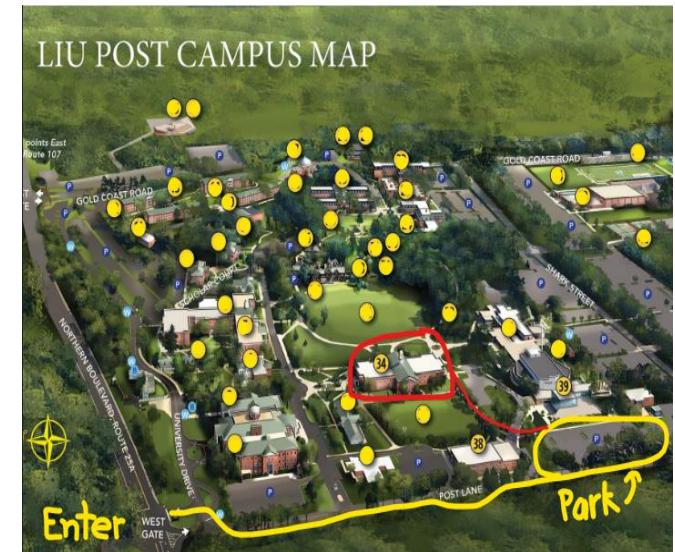 LIU POST CAMPUS MAP
points East
Route 107
GOLD COAST ROAD
GOLD COAST ROAD
SHARK STREET
NORTHERN BOULEVARD, ROUTE 25A
UNIVERSITY DRIVE
34
39
38
P
W
POST LANE
Enter
WEST
GATE
Park